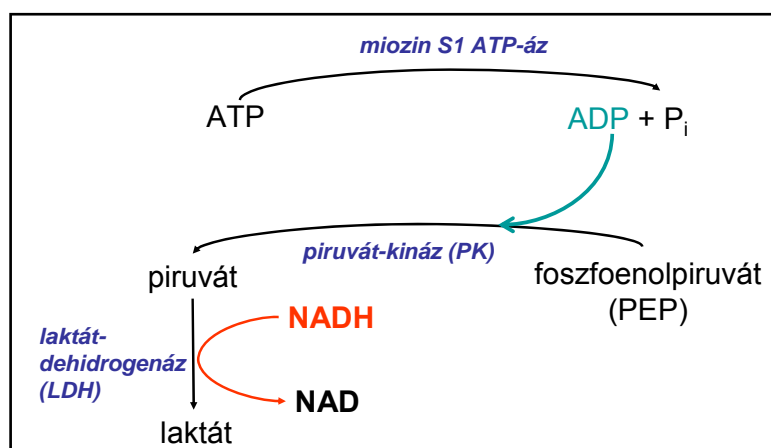 miozin S1 ATP-áz
ATP
ADP + Pi
piruvát-kináz (PK)
piruvát
foszfoenolpiruvát
(PEP)
NADH
laktát-
dehidrogenáz
(LDH)
NAD
laktát